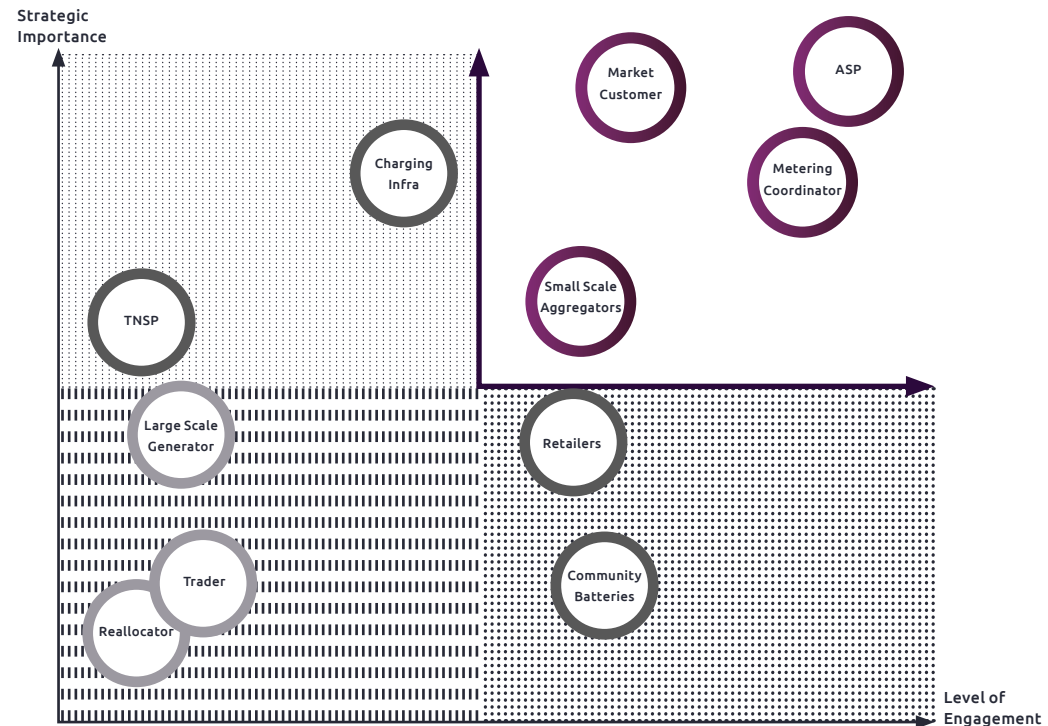 Strategic
Importance
Market
Customer
ASP
Charging
Infra
Metering
Coordinator
Small Scale
Aggregators
TNSP
Large Scale
Generator
Retailers
Trader
Community
Batteries
Reallocator
Level of
Engagement